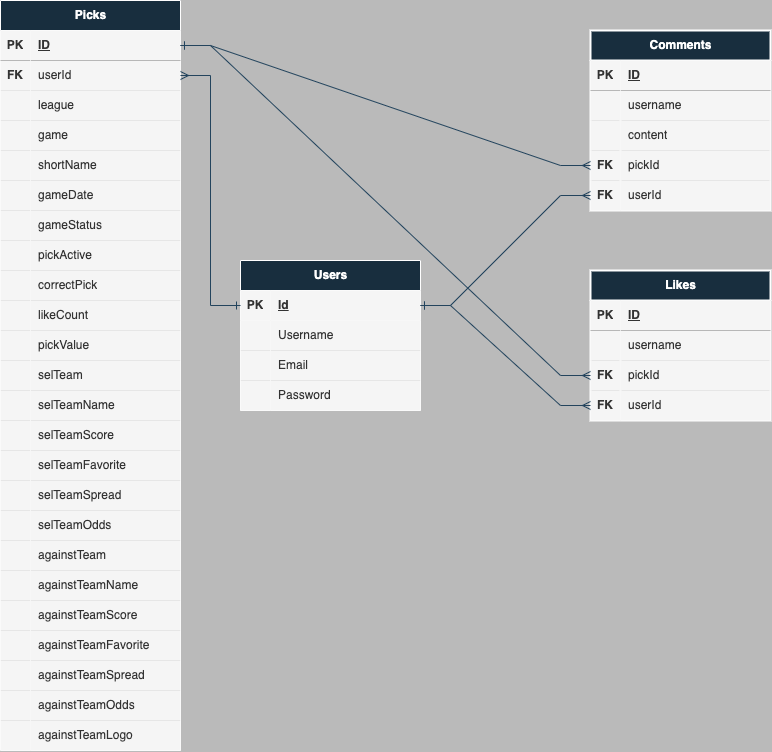 Picks
PK ID
FK userId
league
game
shortName
gameDate
gameStatus
pickActive
correctPick
likeCount
pickValue
selTeam
selTeamName
selTeamScore
selTeamFavorite
selTeamSpread
selTeamOdds
againstTeam
againstTeamName
againstTeamScore
againstTeamFavorite
againstTeamSpread
againstTeamOdds
againstTeamLogo
Users
PK Id
Username
Email
Password
Comments
PK ID
username
content
FK pickId
FK userId
Likes
PK ID
username
FK pickId
FK userId